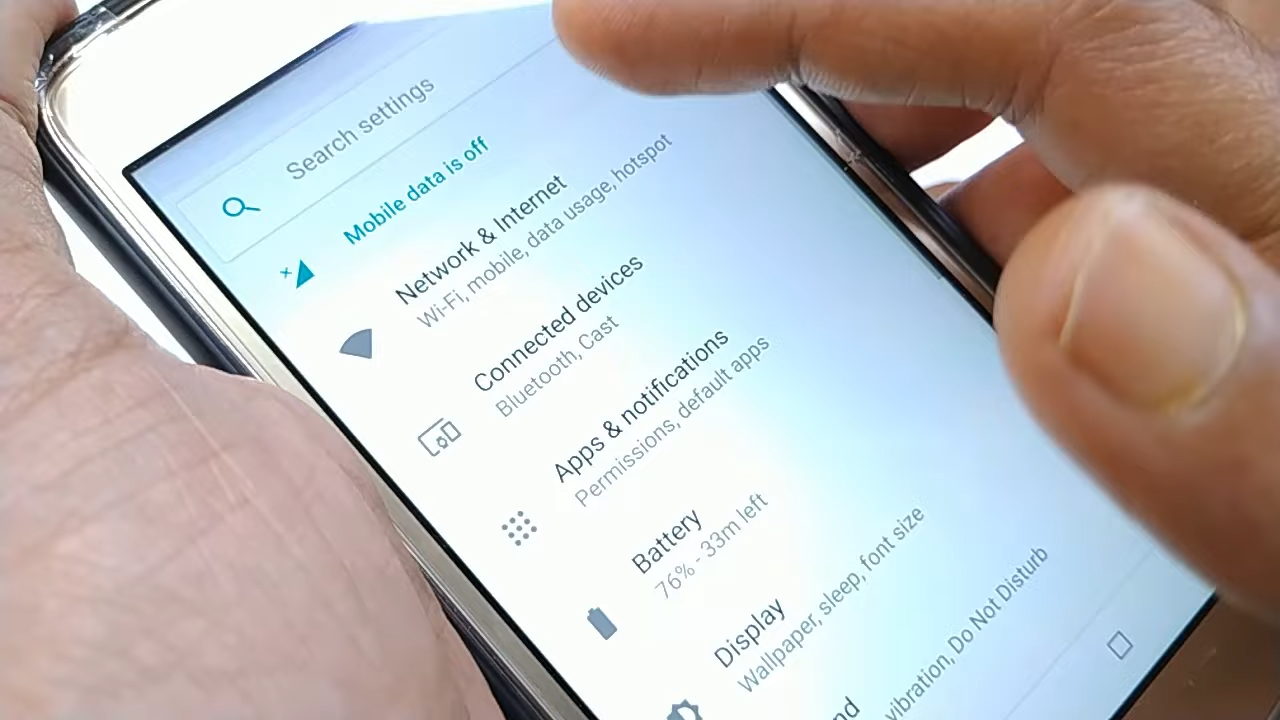 Search settings
Mobile data is off
Network & Internet
Wi-Fi, mobile, data usage, hotspot
Connected devices
Bluetooth, Cast
Apps & notifications
Permissions, default apps
Battery
76% - 33m left
Display
Wallpaper, sleep, font size
nd
vibration, Do Not Disturb